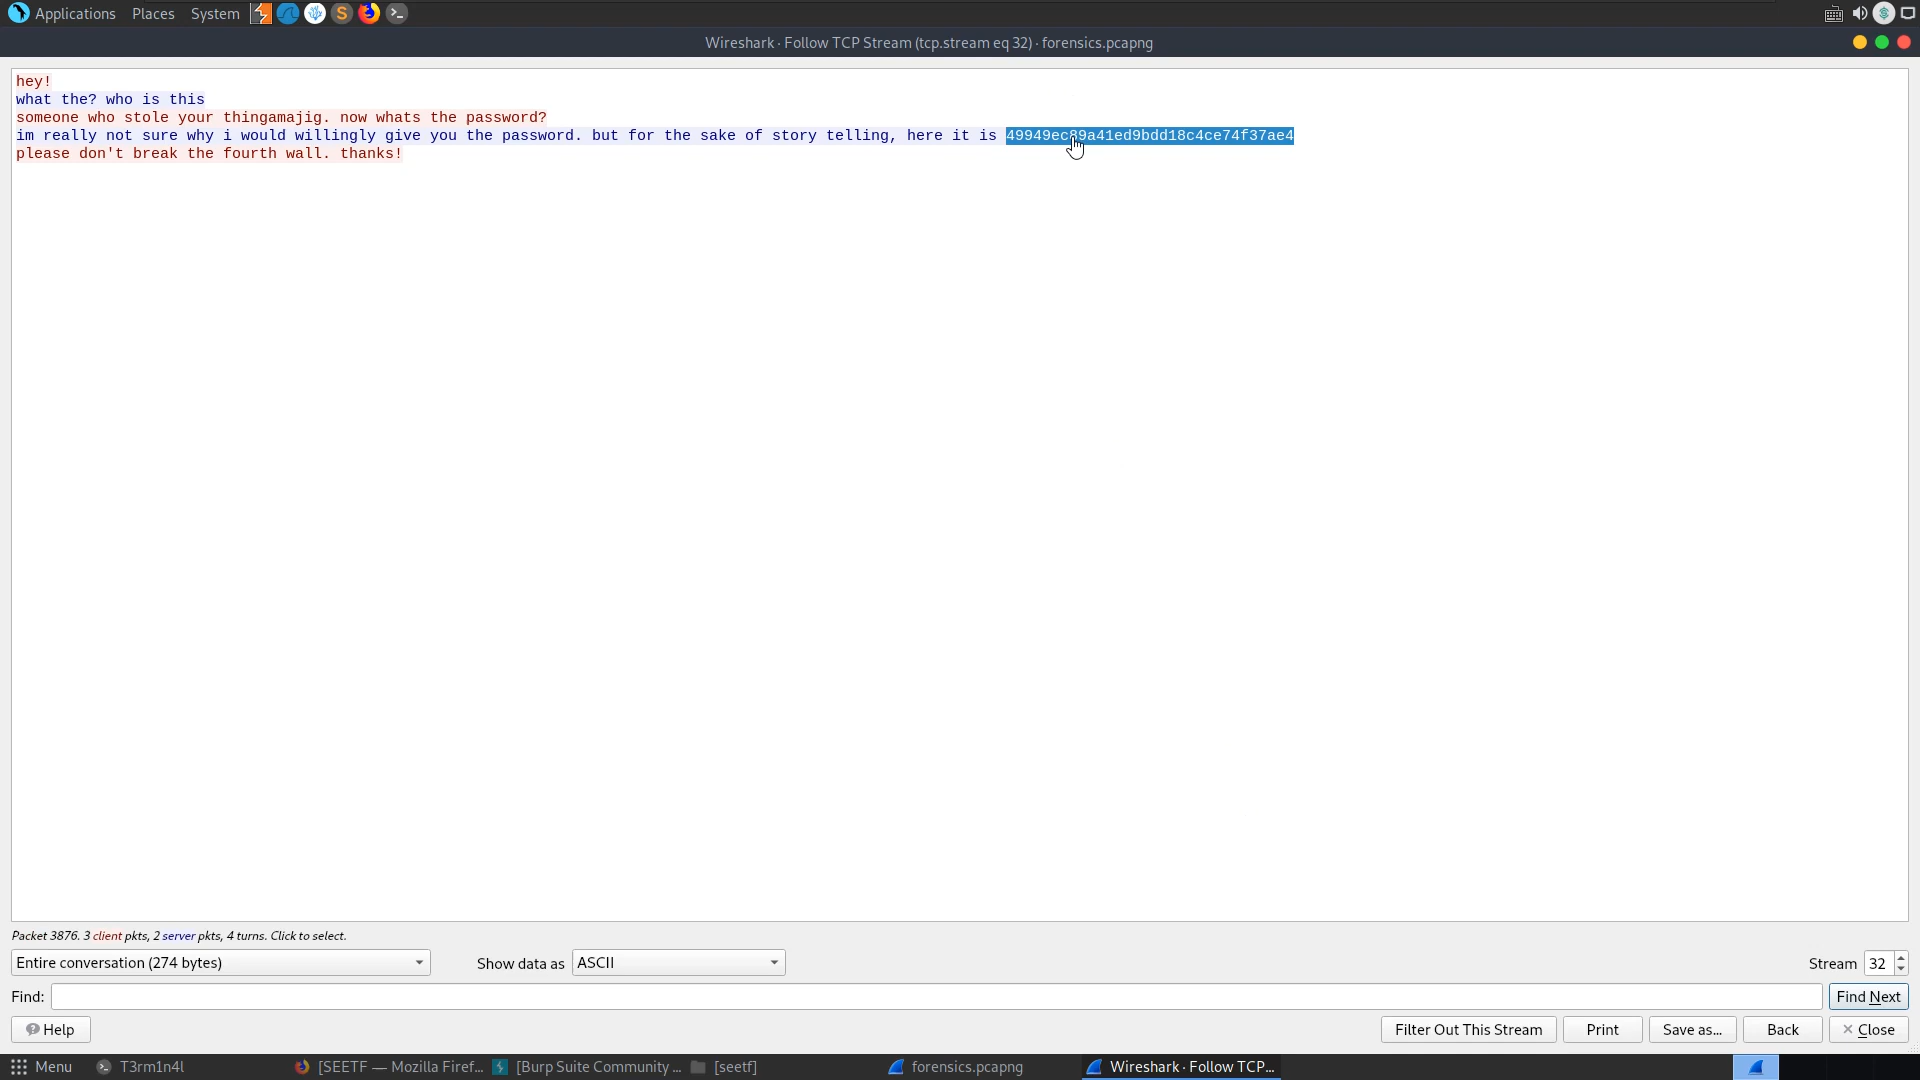 Applications Places System
Wireshark · Follow TCP Stream (tcp.stream eq 32) · forensics.pcapng
hey!
what the? who is this
someone who stole your thingamajig. now whats the password?
im really not sure why i would willingly give you the password. but for the sake of story telling, here it is 49949ec89a41ed9bdd18c4ce74f37ae4
please don't break the fourth wall. thanks!
Packet 3876. 3 client pkts, 2 server pkts, 4 turns. Click to select.
Entire conversation (274 bytes) Show data as ASCII Stream 32
Find: Find Next
Help Filter Out This Stream Print Save as... Back Close
Menu T3rm1n4l [SEETF — Mozilla Firef... [Burp Suite Community ... [seetf] forensics.pcapng Wireshark · Follow TCP...